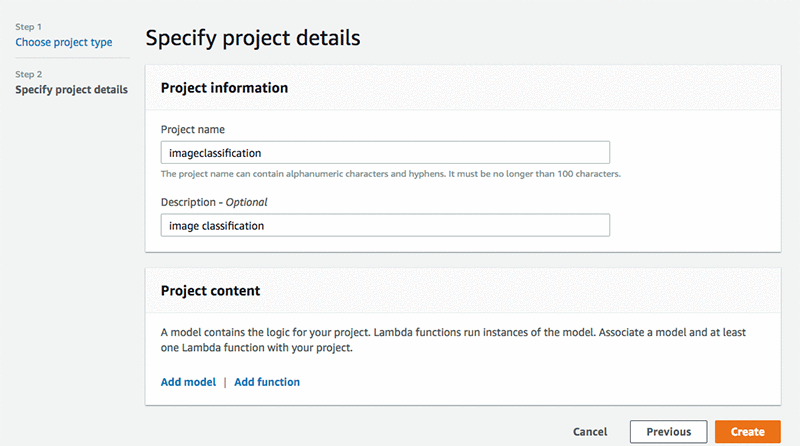 Step 1
Choose project type
Step 2
Specify project details
Specify project details
Project information
Project name
imageclassification
The project name can contain alphanumeric characters and hyphens. It must be no longer than 100 characters.
Description - Optional
image classification
Project content
A model contains the logic for your project. Lambda functions run instances of the model. Associate a model and at least
one Lambda function with your project.
Add model | Add function
Cancel Previous Create